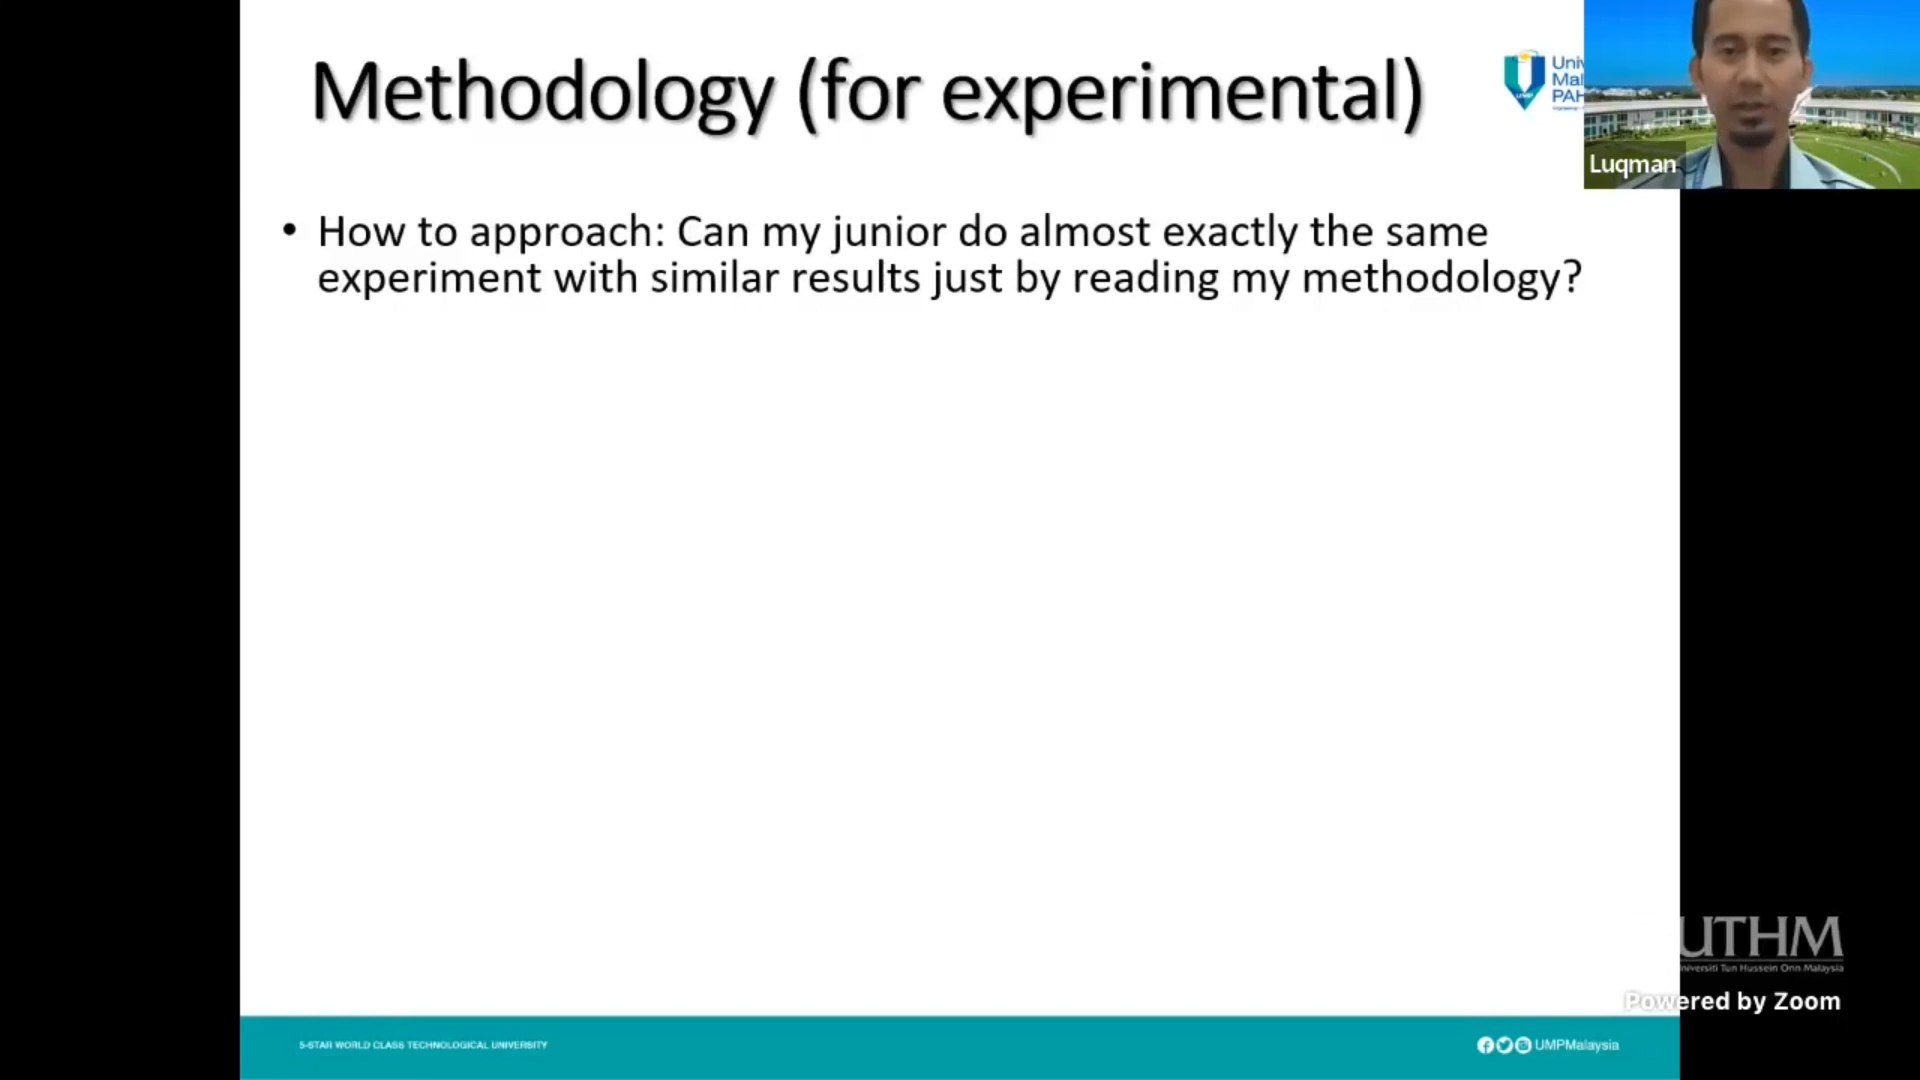 Methodology (for experimental)
Luqman
• How to approach: Can my junior do almost exactly the same
experiment with similar results just by reading my methodology?
UTHM
Universiti Tun Hussein Onn Malaysia
Powered by Zoom
5-STAR WORLD CLASS TECHNOLOGICAL UNIVERSITY
UMPMalaysia